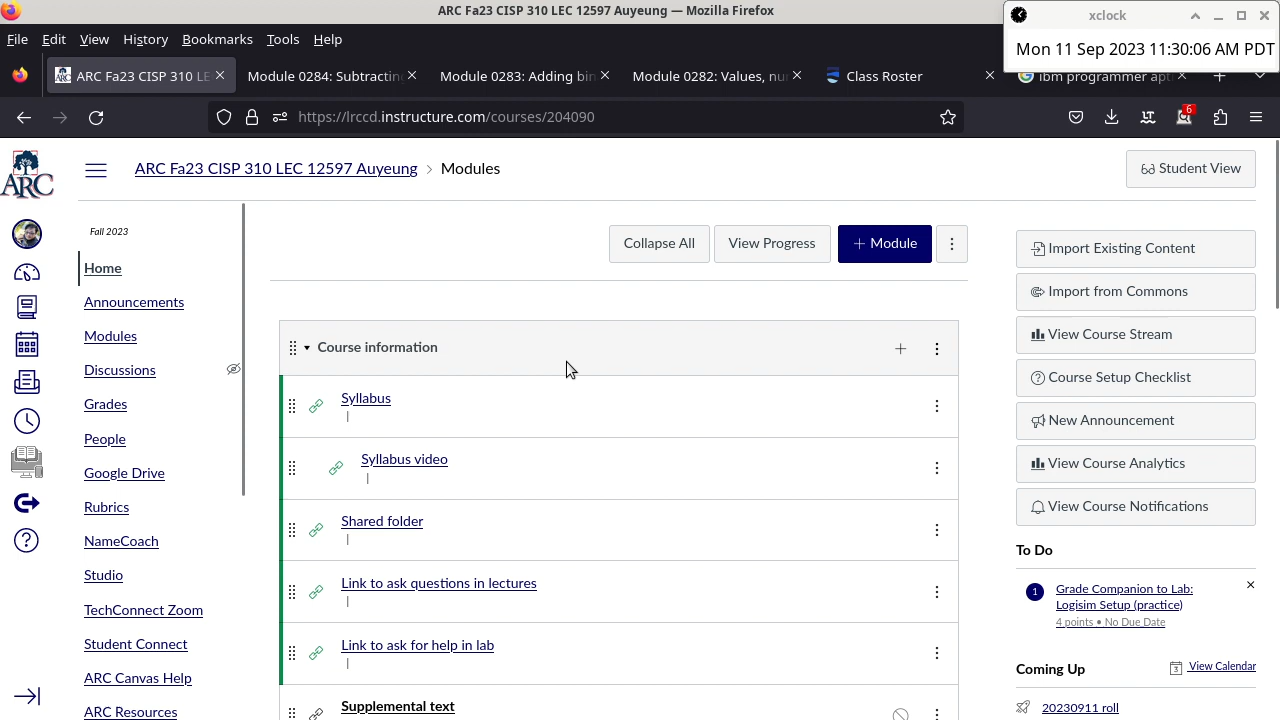 ARC Fa23 CISP 310 LEC 12597 Auyeung — Mozilla Firefox
xclock
Mon 11 Sep 2023 11:30:06 AM PDT
File Edit View History Bookmarks Tools Help
ARC Fa23 CISP 310 LE
Module 0284: Subtractin
Module 0283: Adding bin
Module 0282: Values, nu
Class Roster
ibm programmer apt
https://lrccd.instructure.com/courses/204090
6
ARC
ARC Fa23 CISP 310 LEC 12597 Auyeung › Modules
Student View
Fall 2023
Home
Announcements
Modules
Discussions
Grades
People
Google Drive
Rubrics
NameCoach
Studio
TechConnect Zoom
Student Connect
ARC Canvas Help
ARC Resources
Collapse All
View Progress
+ Module
Course information
Syllabus
Syllabus video
Shared folder
Link to ask questions in lectures
Link to ask for help in lab
Supplemental text
Import Existing Content
Import from Commons
View Course Stream
Course Setup Checklist
New Announcement
View Course Analytics
View Course Notifications
To Do
1
Grade Companion to Lab:
Logisim Setup (practice)
4 points • No Due Date
Coming Up
View Calendar
20230911 roll